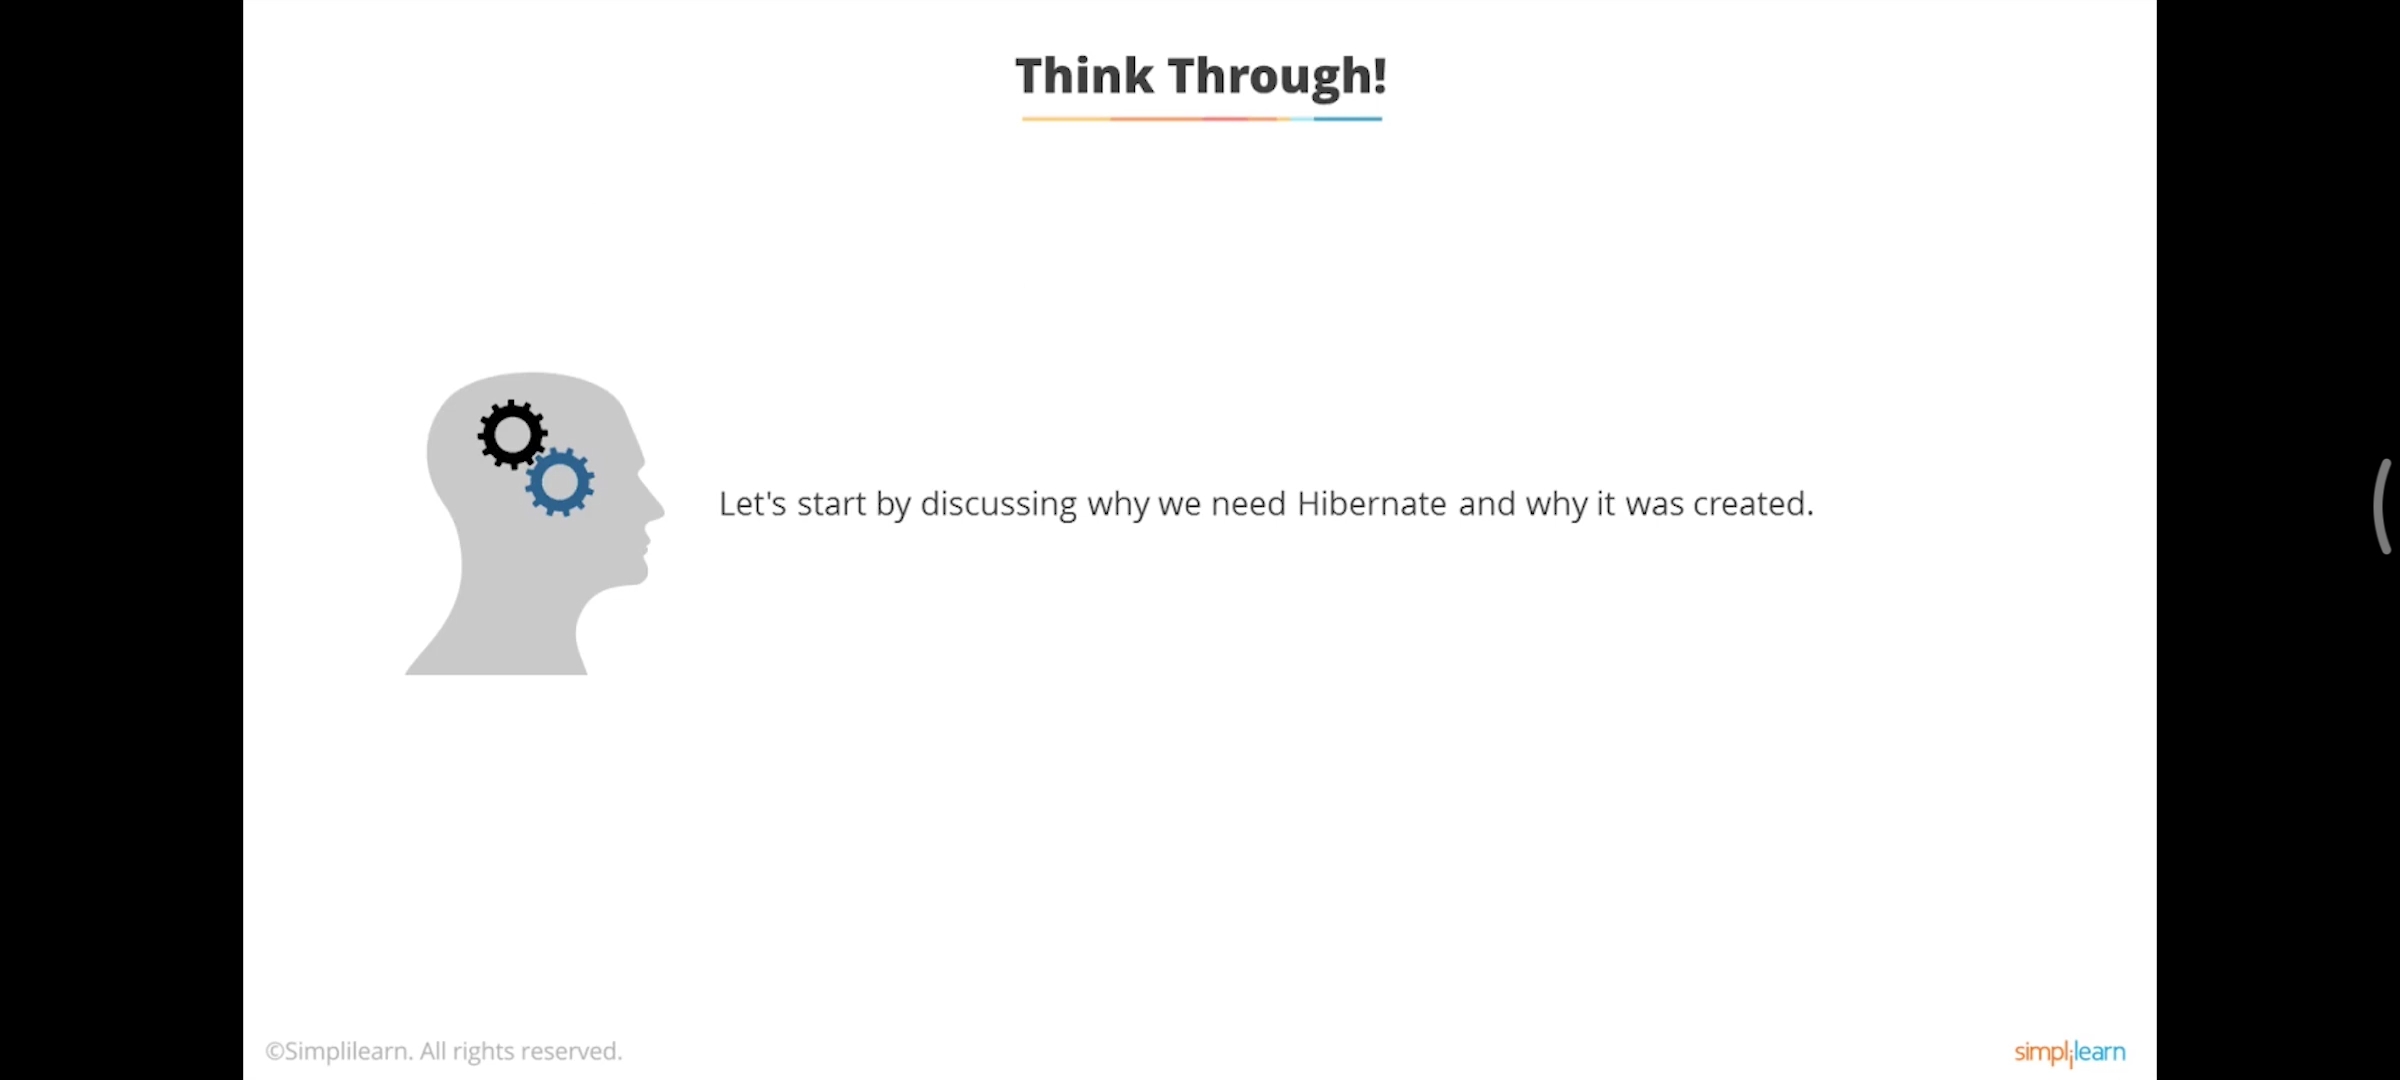 Think Through!
Let's start by discussing why we need Hibernate and why it was created.
©Simplilearn. All rights reserved.
simplilearn